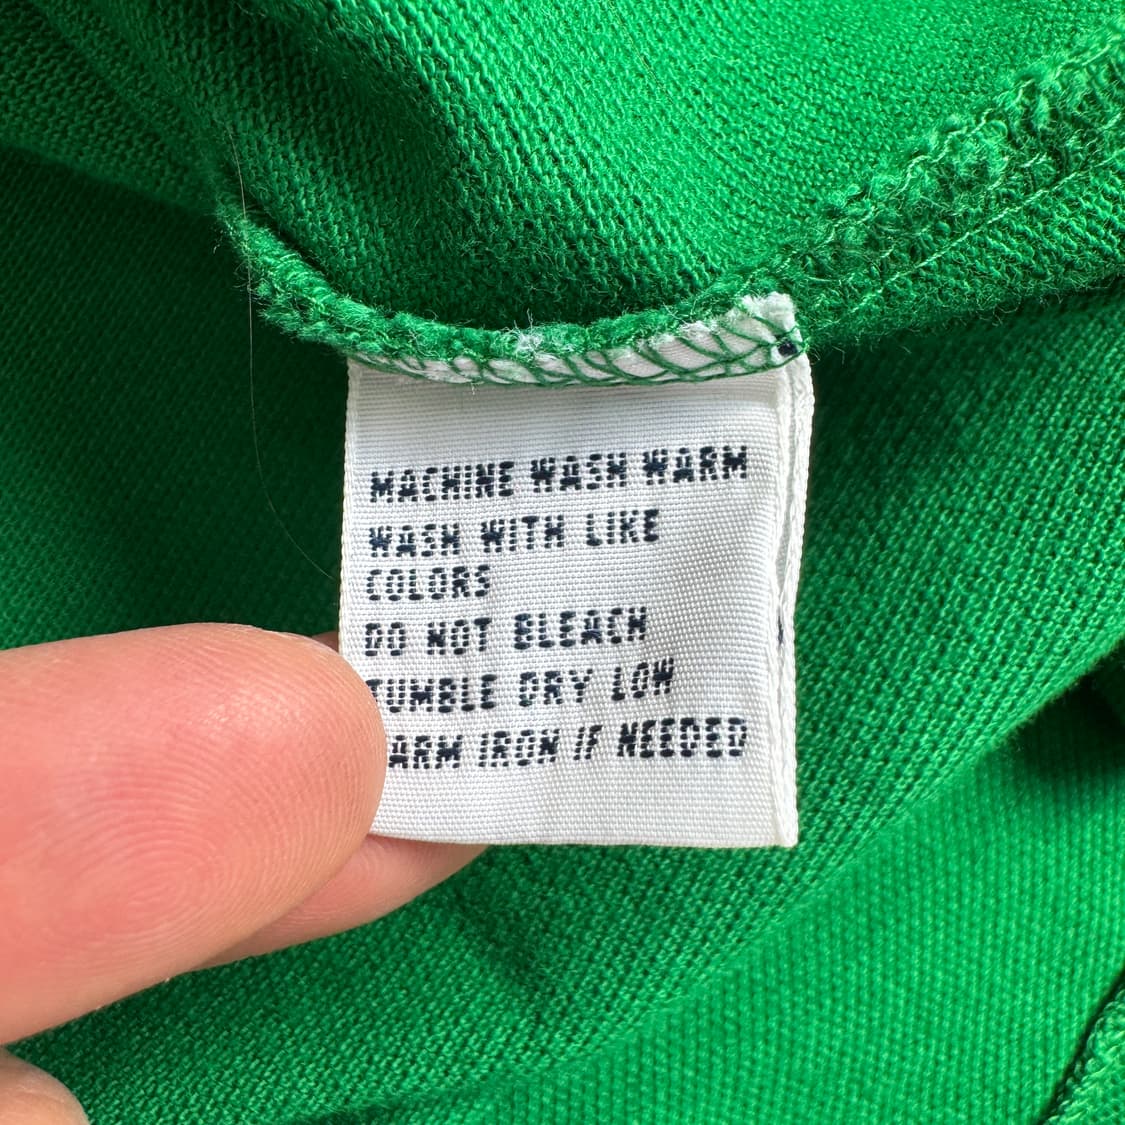 MACHINE WASH WARM
WASH WITH LIKE
COLORS
DO NOT BLEACH
TUMBLE DRY LOW
ARM IRON IF NEEDED